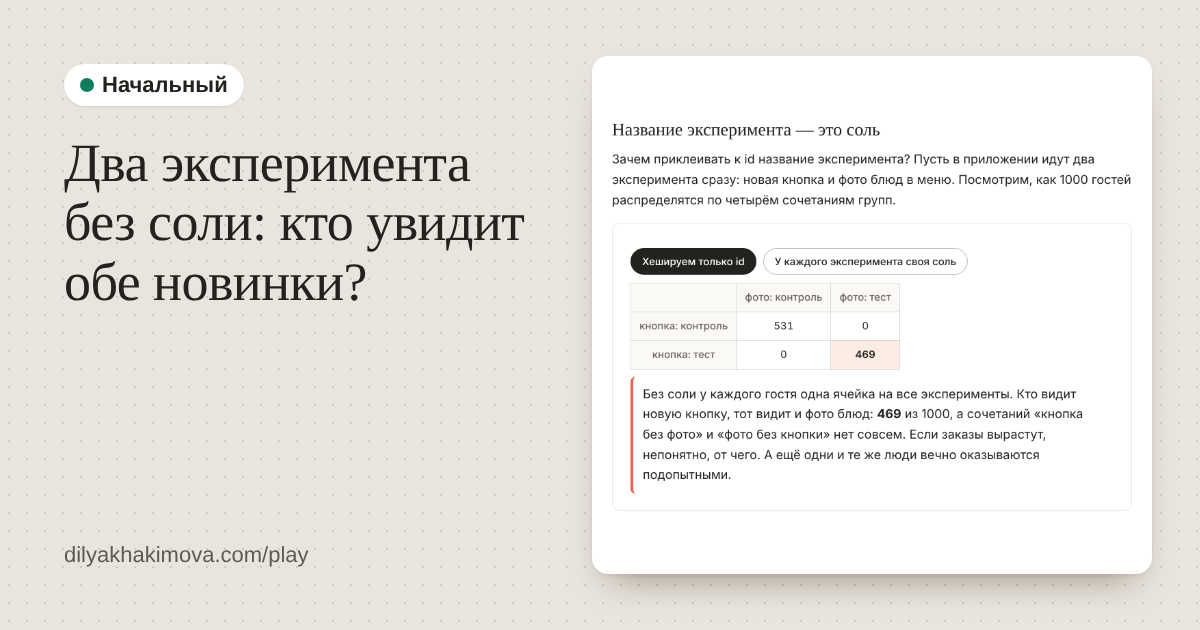 Начальный
Два эксперимента
без соли: кто увидит
обе новинки?
dilyakhakimova.com/play
Название эксперимента — это соль
Зачем приклеивать к id название эксперимента? Пусть в приложении идут два
эксперимента сразу: новая кнопка и фото блюд в меню. Посмотрим, как 1000 гостей
распределятся по четырём сочетаниям групп.
Хешируем только id
У каждого эксперимента своя соль
фото: контроль фото: тест
кнопка: контроль 531 0
кнопка: тест 0 469
Без соли у каждого гостя одна ячейка на все эксперименты. Кто видит
новую кнопку, тот видит и фото блюд: 469 из 1000, а сочетаний «кнопка
без фото» и «фото без кнопки» нет совсем. Если заказы вырастут,
непонятно, от чего. А ещё одни и те же люди вечно оказываются
подопытными.